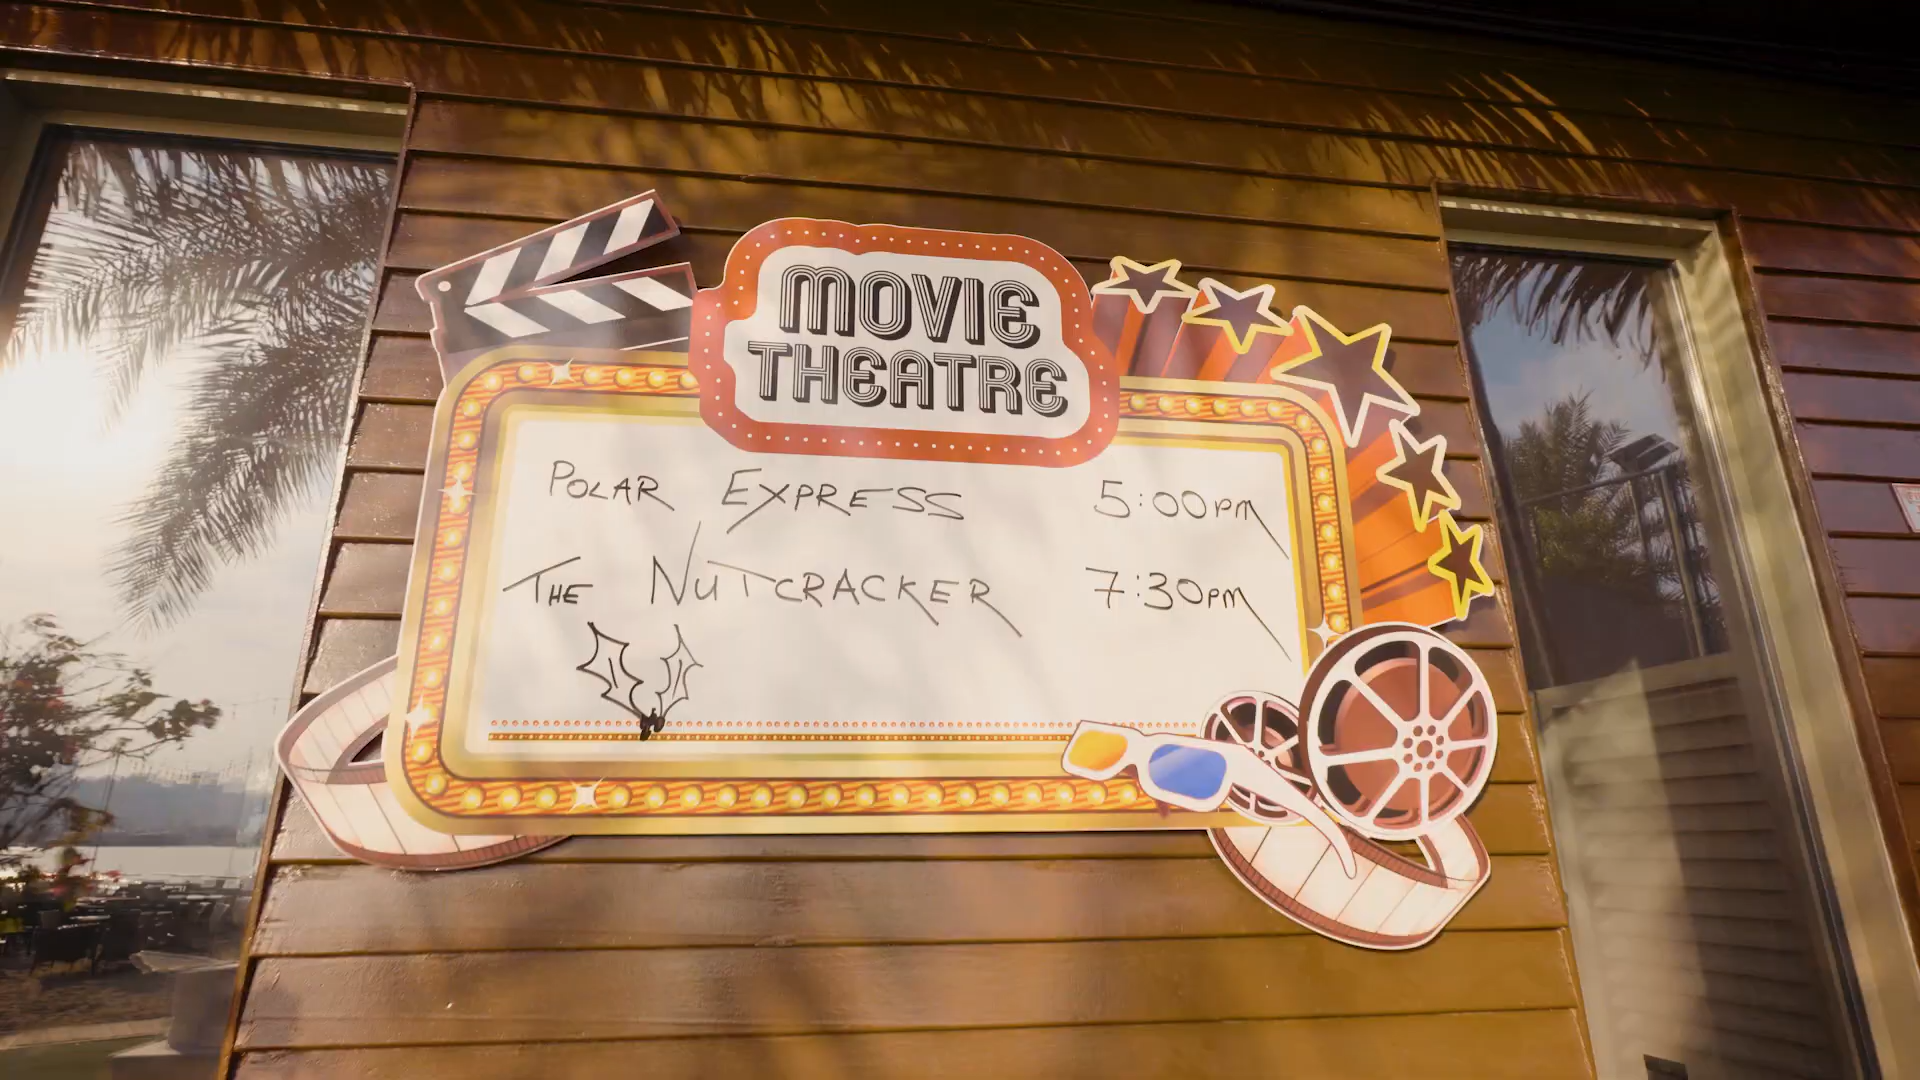 MOVIE
THEATRE
POLAR EXPRESS 5:00PM
THE NUTCRACKER 7:30PM